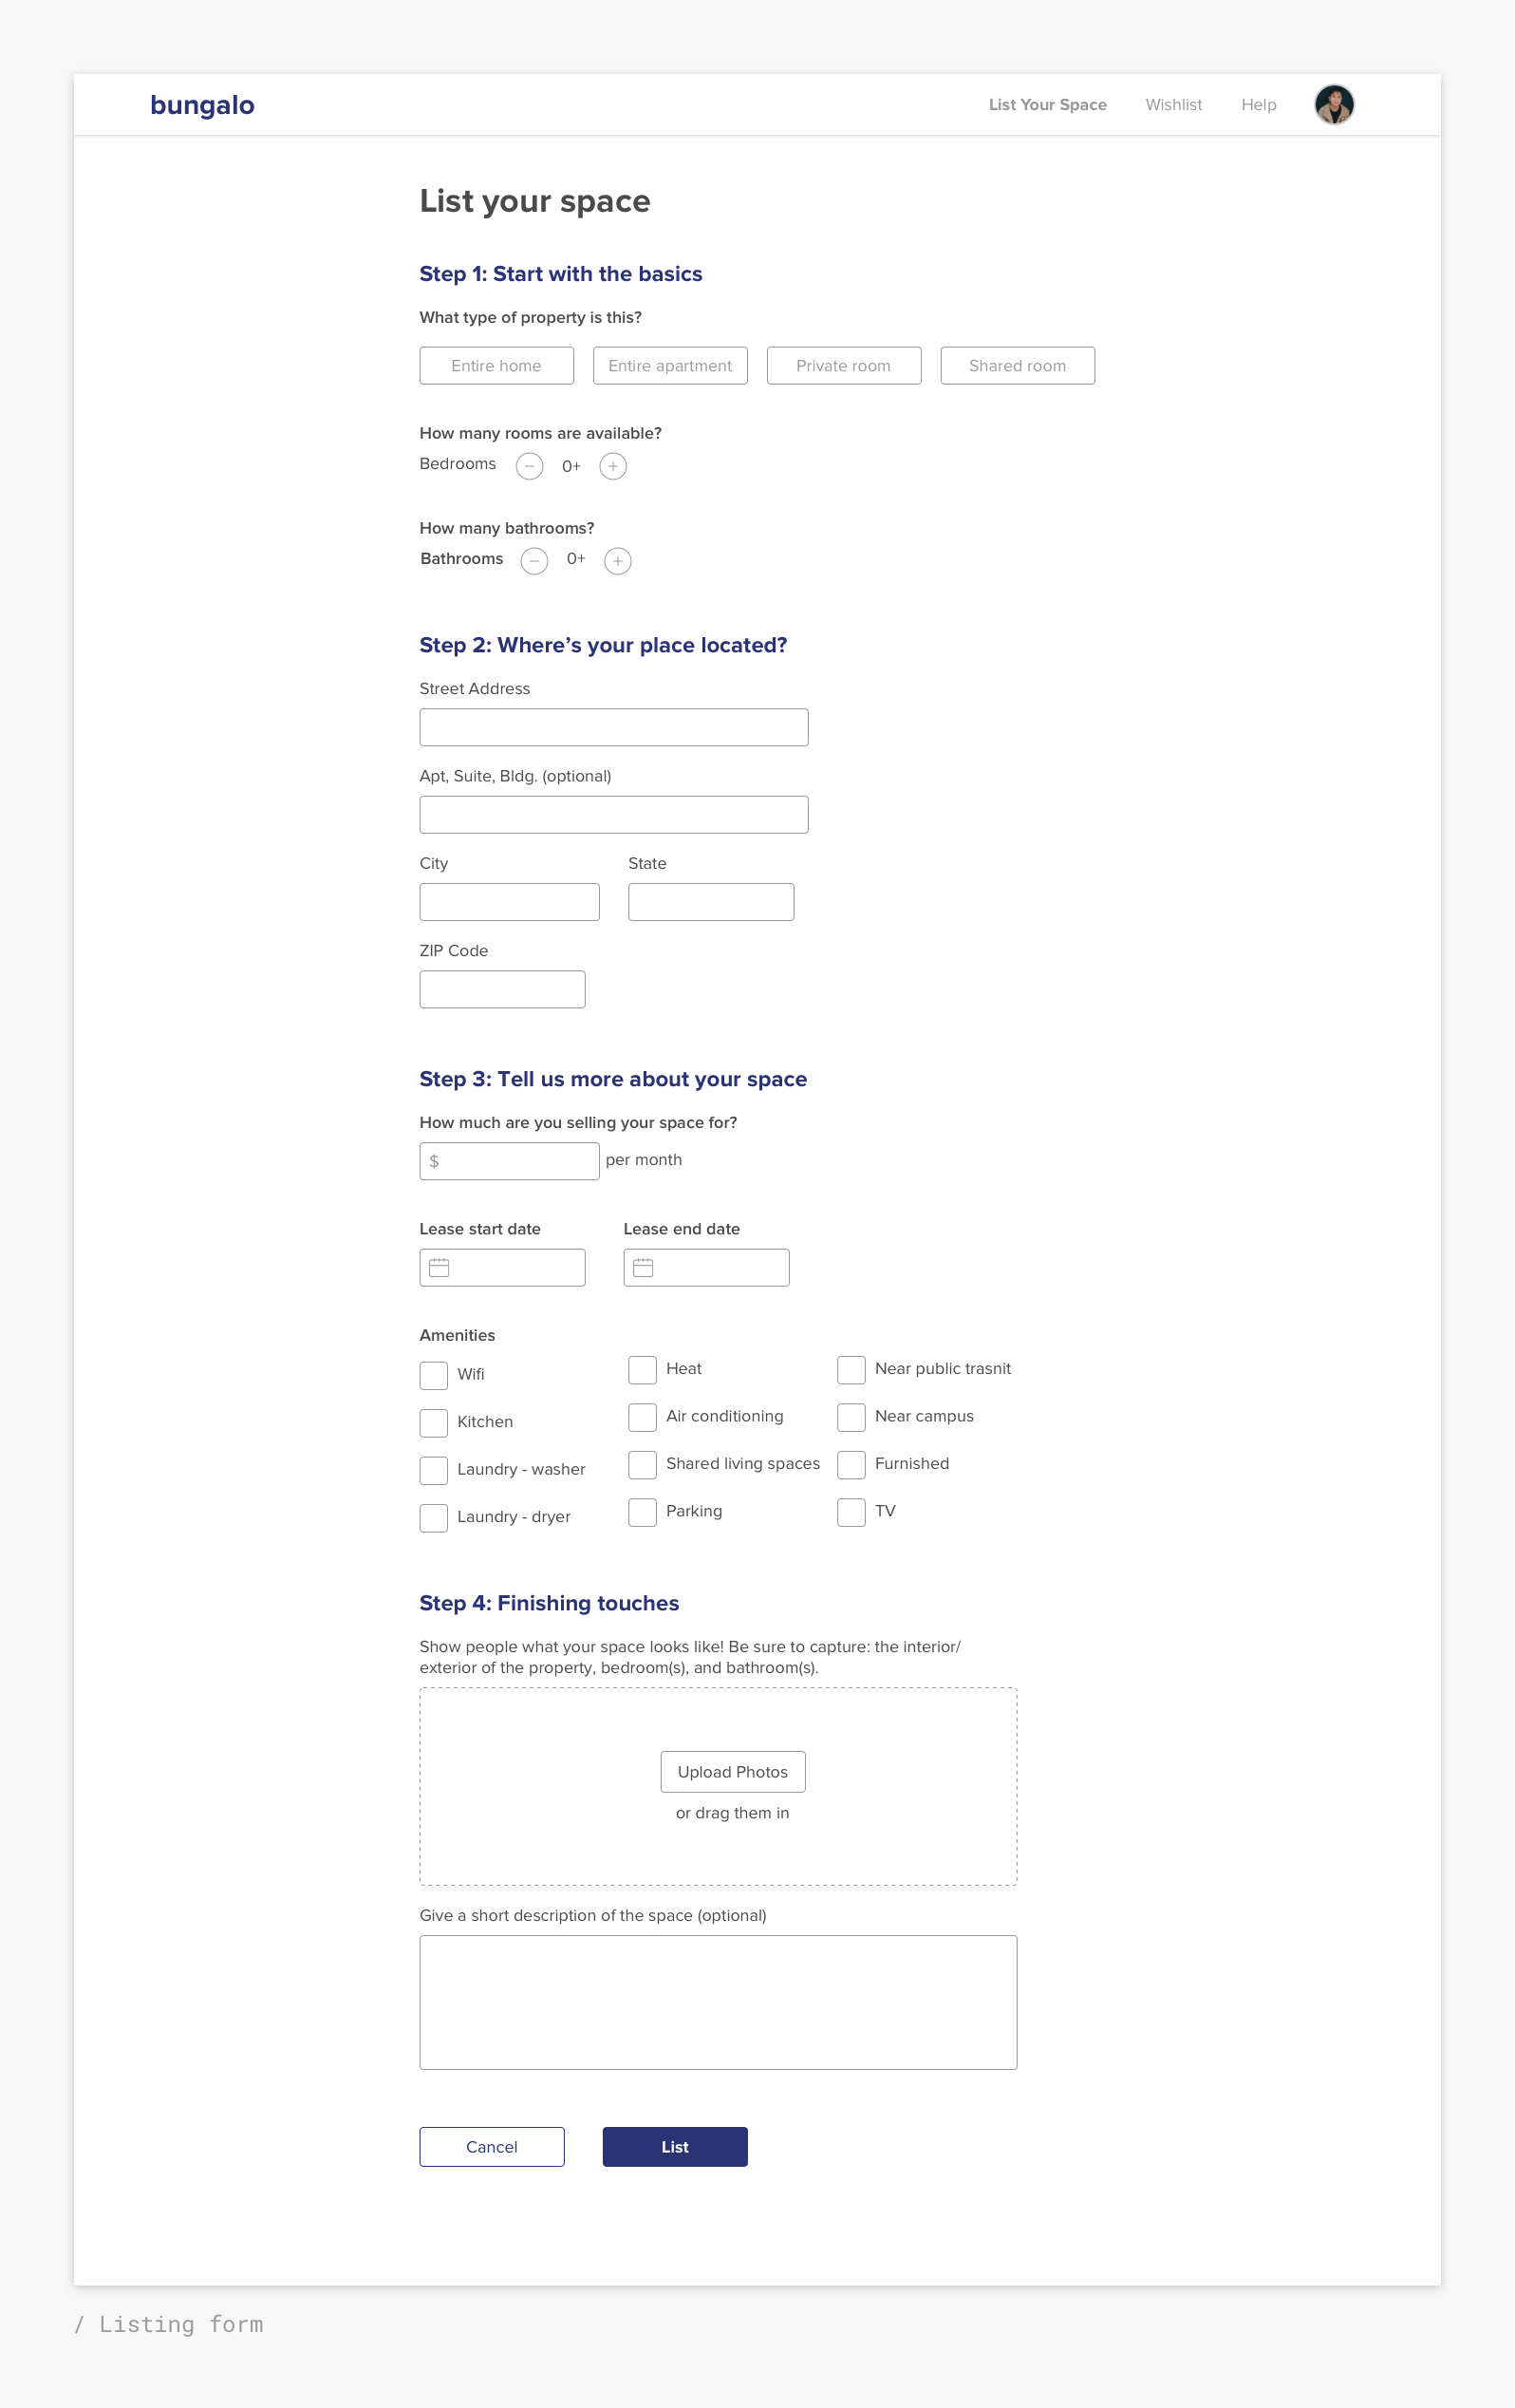 bungalo
List Your Space
Wishlist
Help
List your space
Step 1: Start with the basics
What type of property is this?
Entire home
Entire apartment
Private room
Shared room
How many rooms are available?
Bedrooms
0+
How many bathrooms?
Bathrooms
0+
Step 2: Where’s your place located?
Street Address
Apt, Suite, Bldg. (optional)
City
State
ZIP Code
Step 3: Tell us more about your space
How much are you selling your space for?
$
per month
Lease start date
Lease end date
Amenities
Wifi
Heat
Near public trasnit
Kitchen
Air conditioning
Near campus
Laundry - washer
Shared living spaces
Furnished
Laundry - dryer
Parking
TV
Step 4: Finishing touches
Show people what your space looks like! Be sure to capture: the interior/
exterior of the property, bedroom(s), and bathroom(s).
Upload Photos
or drag them in
Give a short description of the space (optional)
Cancel
List
/ Listing form